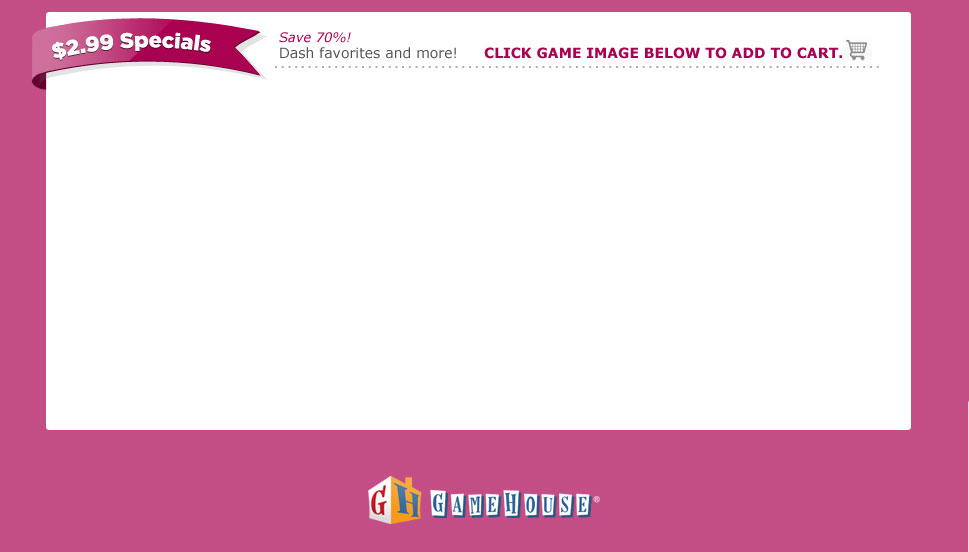 $2.99 Specials
Save 70%!
Dash favorites and more! CLICK GAME IMAGE BELOW TO ADD TO CART.
GH GAMEHOUSE®